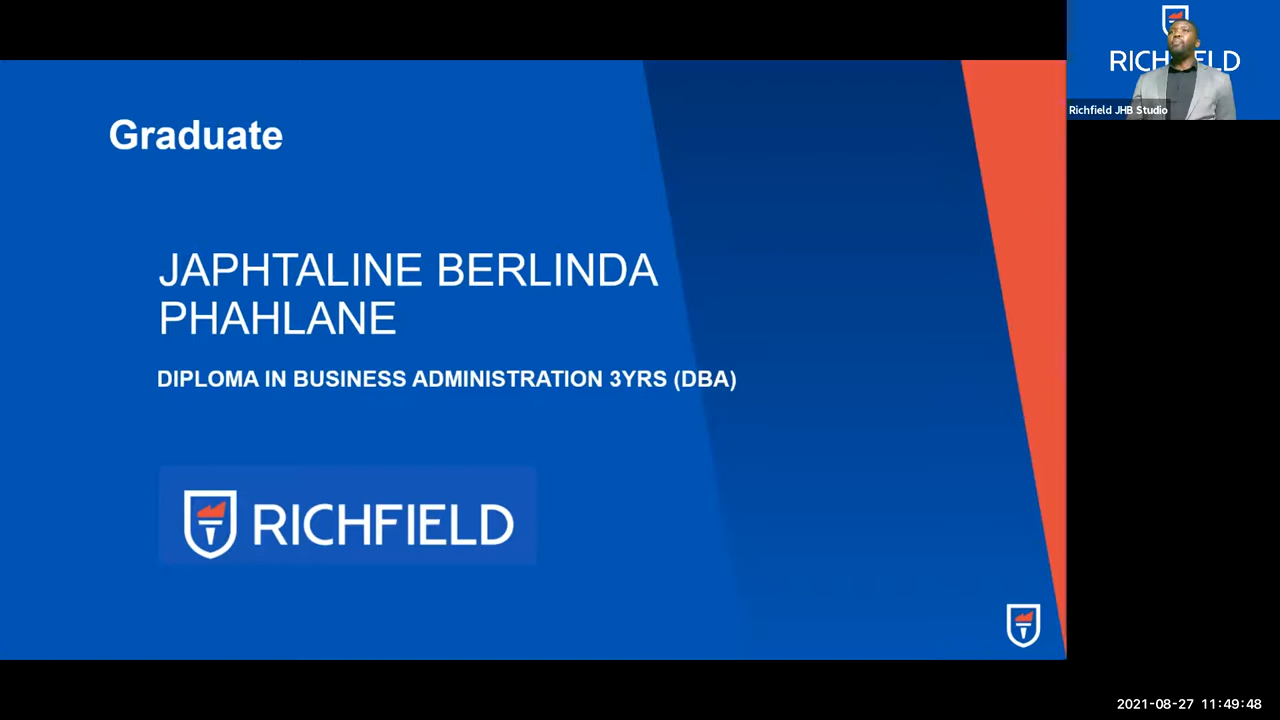 Graduate
JAPHTALINE BERLINDA
PHAHLANE
DIPLOMA IN BUSINESS ADMINISTRATION 3YRS (DBA)
RICHFIELD
RICHFIELD
Richfield JHB Studio
2021-08-27 11:49:48